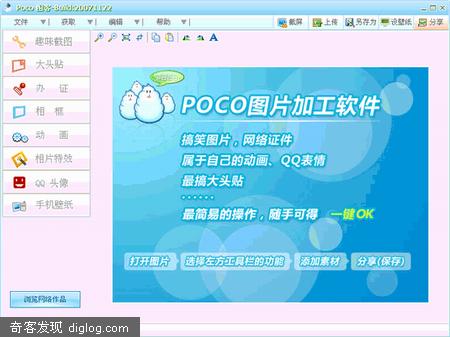 Poco 图客-Build:20071122
文件 获取 编辑 帮助 截屏 上传 另存为 设壁纸 分享
趣味截图
大头贴
办 证
相 框
动 画
相片特效
QQ 头像
手机壁纸
浏览网络作品
POCO图片加工软件
搞笑图片，网络证件
属于自己的动画、QQ表情
最搞大头贴
······
最简易的操作，随手可得 一键OK
打开图片 选择左方工具栏的功能 添加素材 分享(保存)
奇客发现 diglog.com